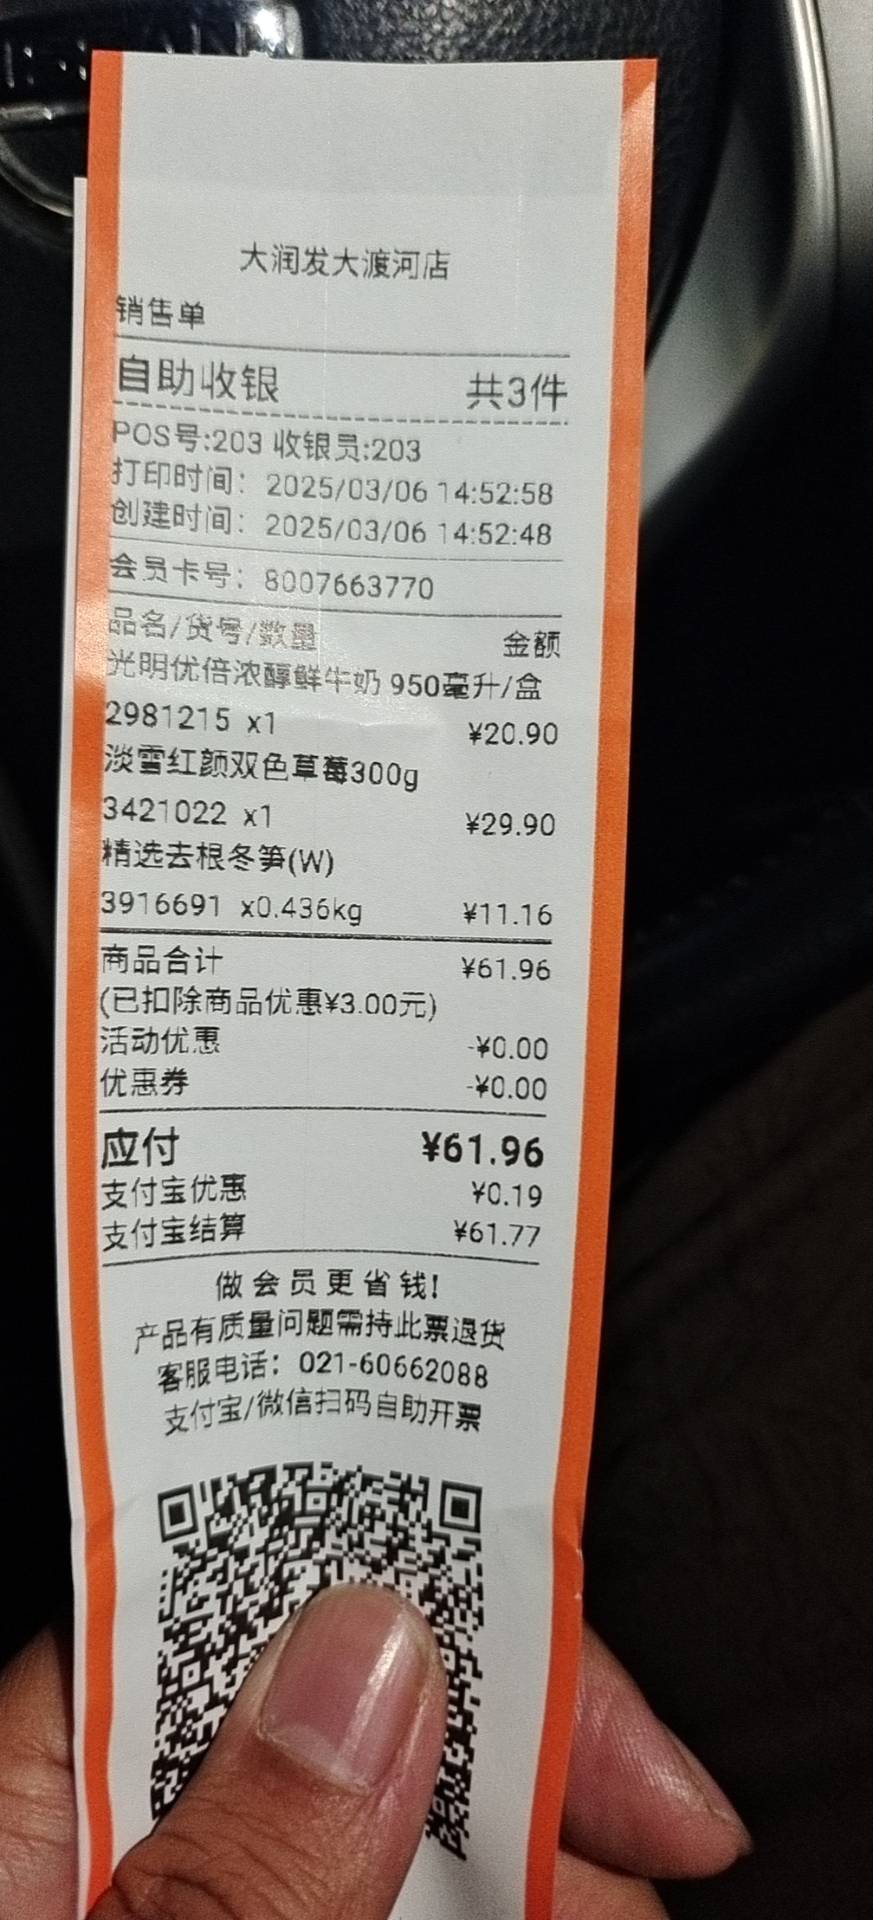 大润发大渡河店
销售单
自助收银 共3件
POS号:203 收银员:203
打印时间: 2025/03/06 14:52:58
创建时间: 2025/03/06 14:52:48
会员卡号: 8007663770
品名/货号/数量 金额
光明优倍浓醇鲜牛奶 950毫升/盒
2981215 x1 ¥20.90
淡雪红颜双色草莓300g
3421022 x1 ¥29.90
精选去根冬笋(W)
3916691 x0.436kg ¥11.16
商品合计 ¥61.96
(已扣除商品优惠¥3.00元)
活动优惠 -¥0.00
优惠券 -¥0.00
应付 ¥61.96
支付宝优惠 ¥0.19
支付宝结算 ¥61.77
做会员更省钱!
产品有质量问题需持此票退货
客服电话: 021-60662088
支付宝/微信扫码自助开票